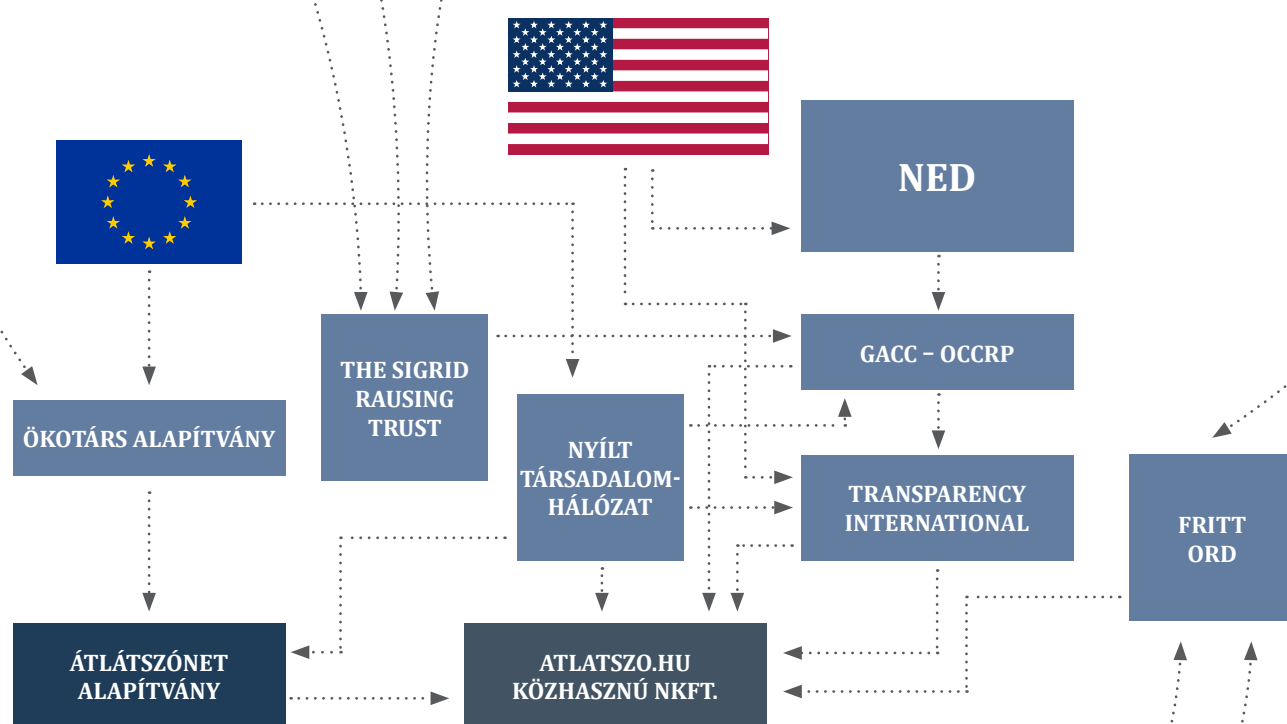 NED
GACC – OCCRP
THE SIGRID
RAUSING
TRUST
ÖKOTÁRS ALAPÍTVÁNY
NYÍLT
TÁRSADALOM-
HÁLÓZAT
TRANSPARENCY
INTERNATIONAL
FRITT
ORD
ÁTLÁTSZÓNET
ALAPÍTVÁNY
ATLATSZO.HU
KÖZHASZNÚ NKFT.